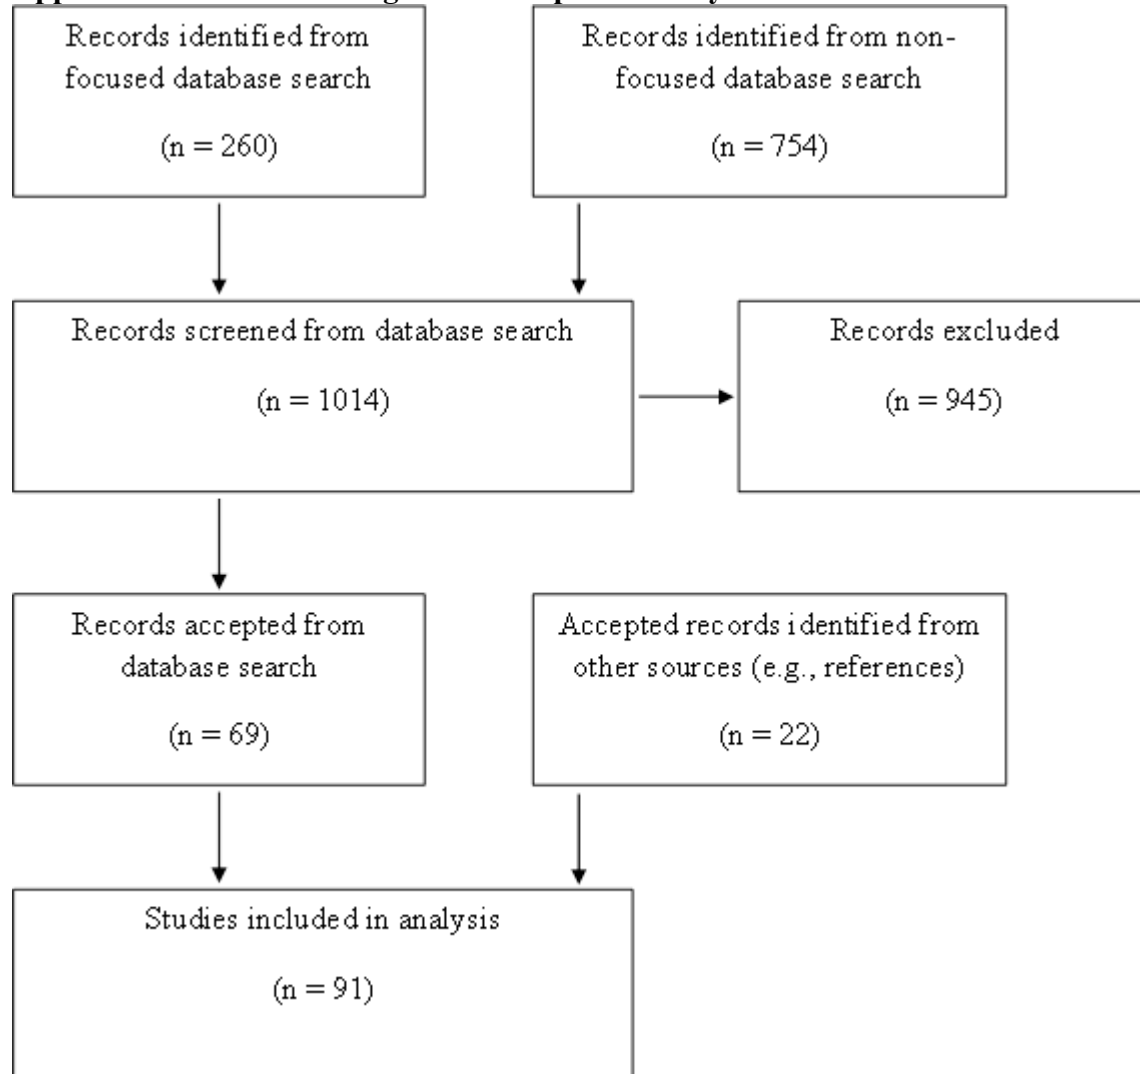 Records identified from
focused database search
(n = 260)
Records identified from non-
focused database search
(n = 754)
Records screened from database search
(n = 1014)
Records excluded
(n = 945)
Records accepted from
database search
(n = 69)
Accepted records identified from
other sources (e.g., references)
(n = 22)
Studies included in analysis
(n = 91)